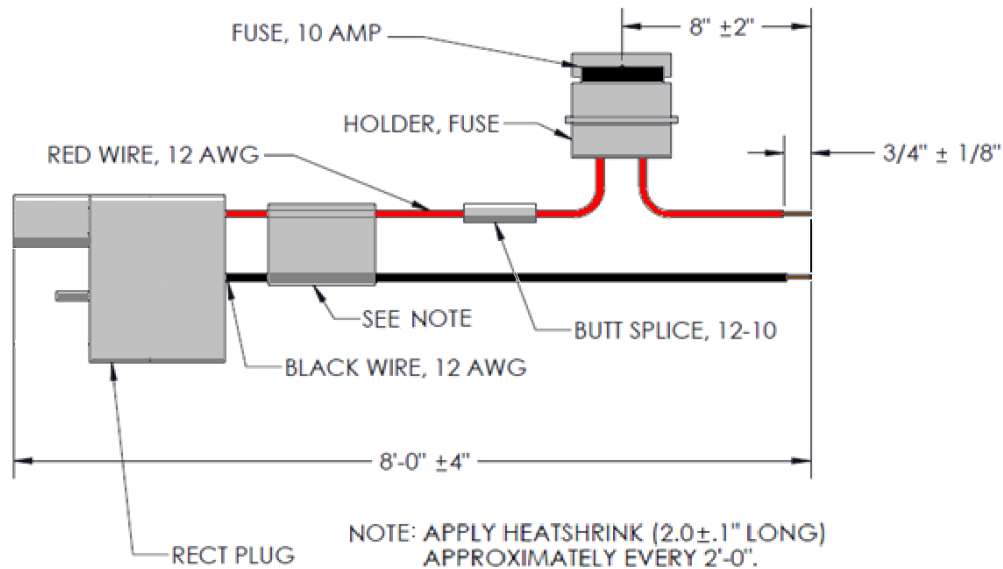 FUSE, 10 AMP
8" ±2"
HOLDER, FUSE
3/4" ± 1/8"
RED WIRE, 12 AWG
SEE NOTE
BUTT SPLICE, 12-10
BLACK WIRE, 12 AWG
8'-0" ±4"
NOTE: APPLY HEATSHRINK (2.0±.1" LONG)
APPROXIMATELY EVERY 2'-0".
RECT PLUG